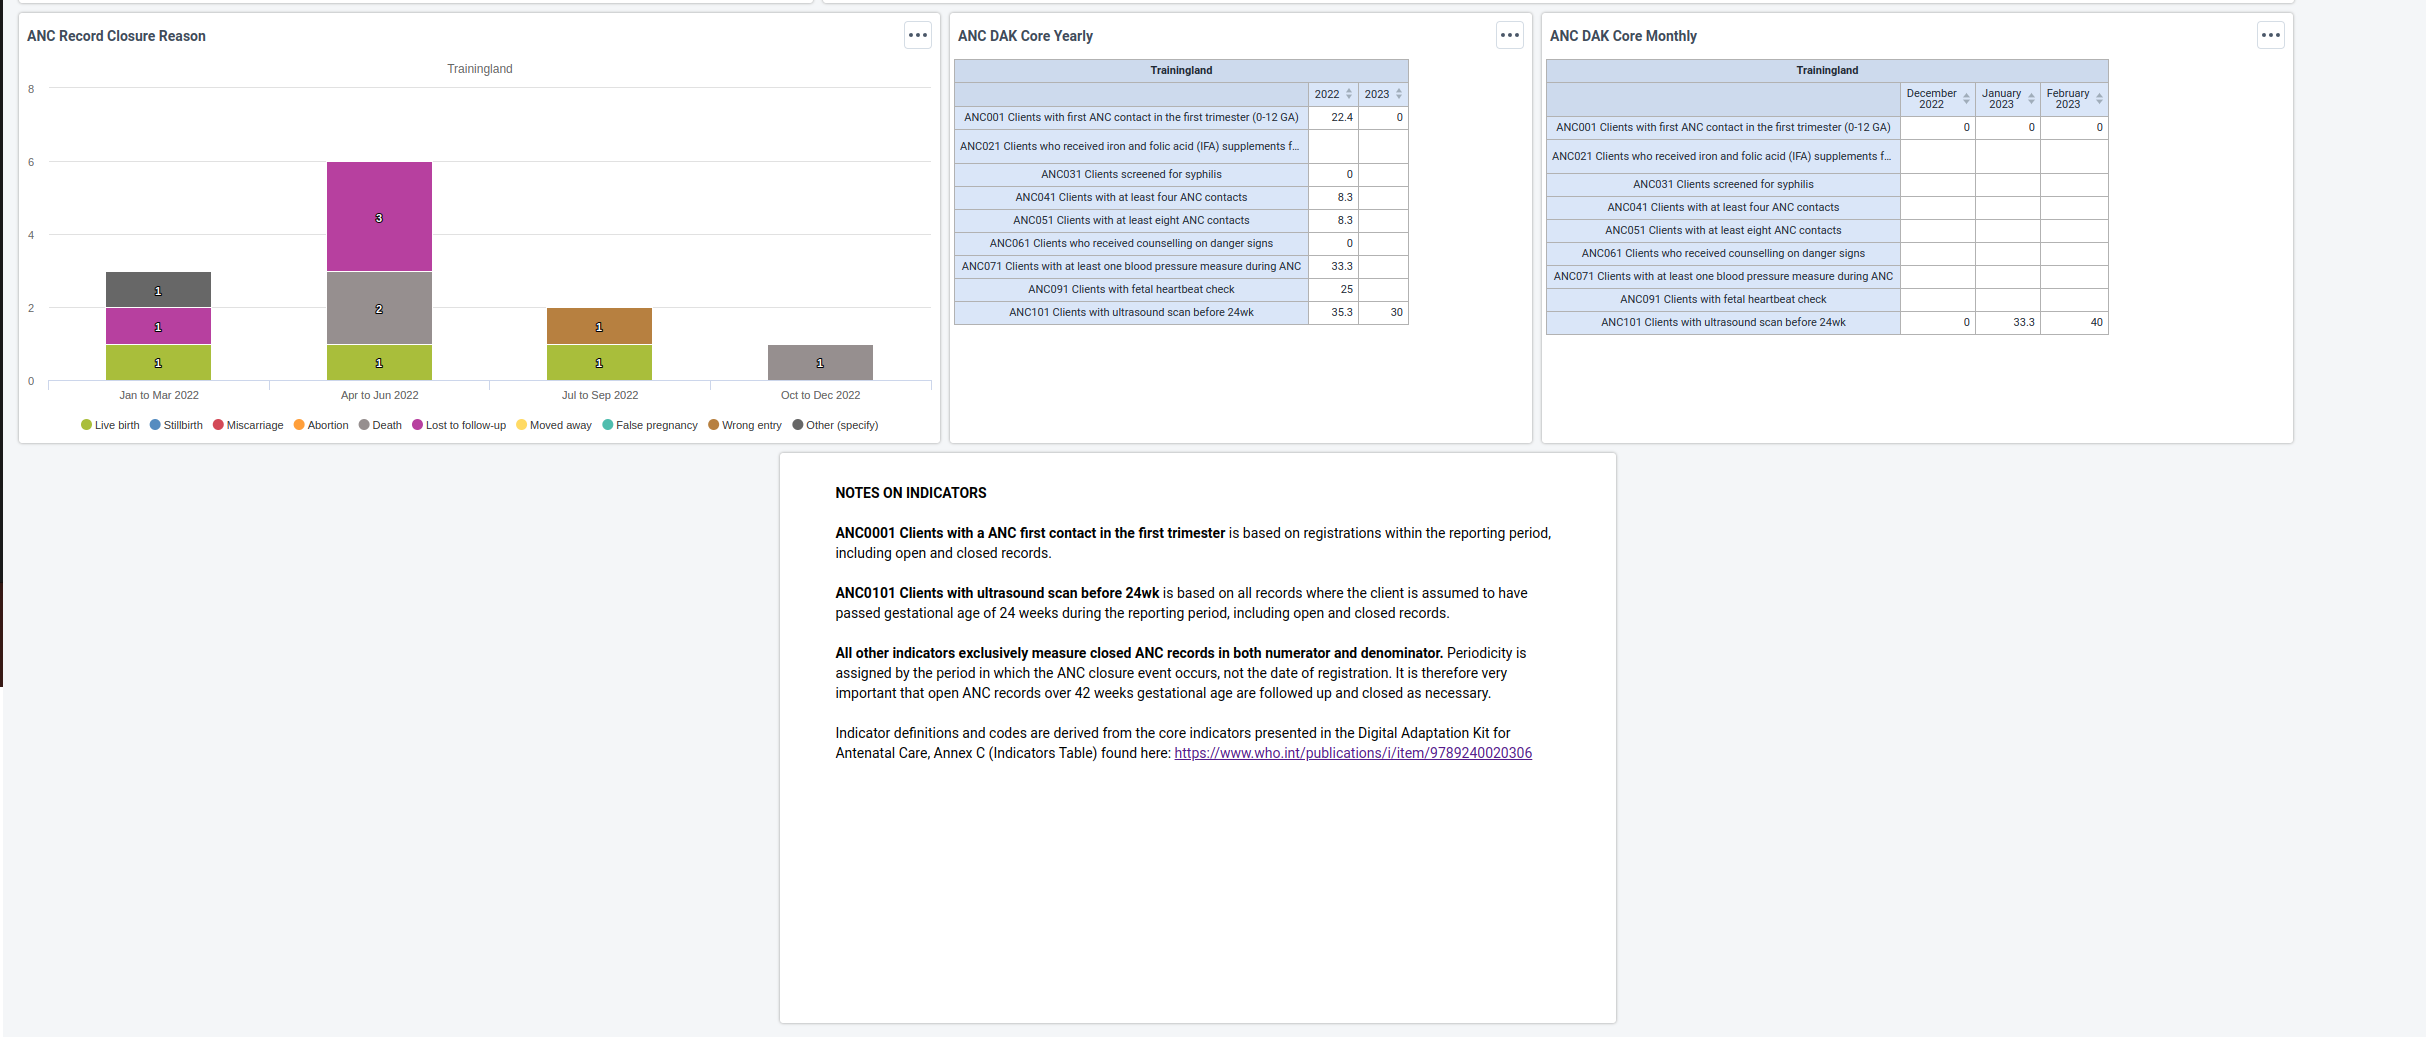 ANC Record Closure Reason
Trainingland
8
6
4
2
0
1
1
1
3
2
1
1
1
1
Jan to Mar 2022
Apr to Jun 2022
Jul to Sep 2022
Oct to Dec 2022
Live birth Stillbirth Miscarriage Abortion Death Lost to follow-up Moved away False pregnancy Wrong entry Other (specify)
ANC DAK Core Yearly
Trainingland
2022 2023
ANC001 Clients with first ANC contact in the first trimester (0-12 GA) 22.4 0
ANC021 Clients who received iron and folic acid (IFA) supplements f...
ANC031 Clients screened for syphilis 0
ANC041 Clients with at least four ANC contacts 8.3
ANC051 Clients with at least eight ANC contacts 8.3
ANC061 Clients who received counselling on danger signs 0
ANC071 Clients with at least one blood pressure measure during ANC 33.3
ANC091 Clients with fetal heartbeat check 25
ANC101 Clients with ultrasound scan before 24wk 35.3 30
ANC DAK Core Monthly
Trainingland
December January February
2022 2023 2023
ANC001 Clients with first ANC contact in the first trimester (0-12 GA) 0 0 0
ANC021 Clients who received iron and folic acid (IFA) supplements f...
ANC031 Clients screened for syphilis
ANC041 Clients with at least four ANC contacts
ANC051 Clients with at least eight ANC contacts
ANC061 Clients who received counselling on danger signs
ANC071 Clients with at least one blood pressure measure during ANC
ANC091 Clients with fetal heartbeat check
ANC101 Clients with ultrasound scan before 24wk 0 33.3 40
NOTES ON INDICATORS
ANC0001 Clients with a ANC first contact in the first trimester is based on registrations within the reporting period,
including open and closed records.
ANC0101 Clients with ultrasound scan before 24wk is based on all records where the client is assumed to have
passed gestational age of 24 weeks during the reporting period, including open and closed records.
All other indicators exclusively measure closed ANC records in both numerator and denominator. Periodicity is
assigned by the period in which the ANC closure event occurs, not the date of registration. It is therefore very
important that open ANC records over 42 weeks gestational age are followed up and closed as necessary.
Indicator definitions and codes are derived from the core indicators presented in the Digital Adaptation Kit for
Antenatal Care, Annex C (Indicators Table) found here: https://www.who.int/publications/i/item/9789240020306